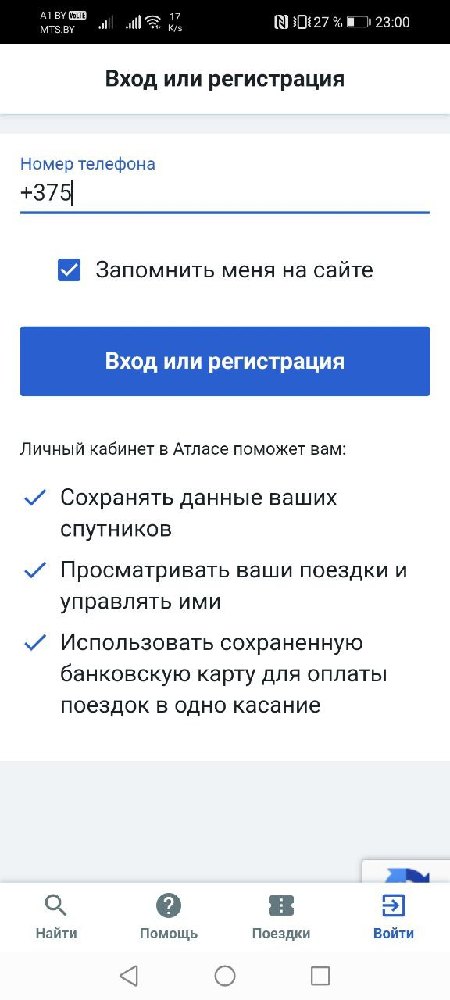 A1 BY VoLTE
MTS.BY
17
K/s
27 %
23:00
Вход или регистрация
Номер телефона
+375
Запомнить меня на сайте
Вход или регистрация
Личный кабинет в Атласе поможет вам:
Сохранять данные ваших
спутников
Просматривать ваши поездки и
управлять ими
Использовать сохраненную
банковскую карту для оплаты
поездок в одно касание
Найти
Помощь
Поездки
Войти